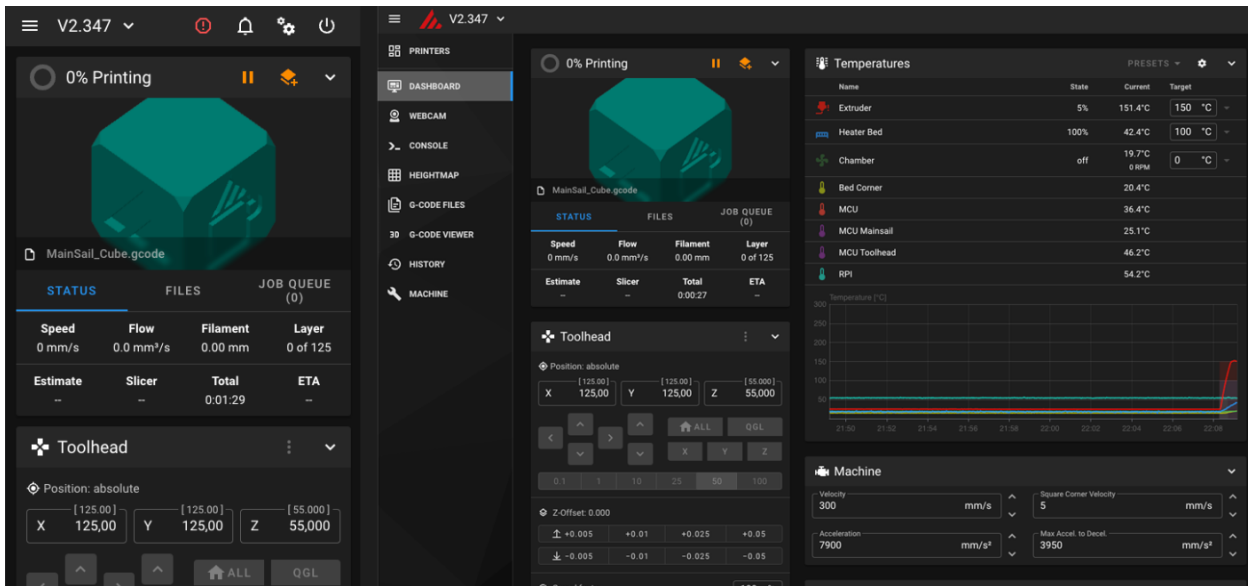 V2.347
0% Printing
MainSail_Cube.gcode
STATUS FILES JOB QUEUE (0)
Speed Flow Filament Layer
0 mm/s 0.0 mm³/s 0.00 mm 0 of 125
Estimate Slicer Total ETA
-- -- 0:01:29 --
Toolhead
Position: absolute
[125.00] [125.00] [55.000]
X 125,00 Y 125,00 Z 55,000
ALL QGL
V2.347
PRINTERS
DASHBOARD
WEBCAM
CONSOLE
HEIGHTMAP
G-CODE FILES
3D G-CODE VIEWER
HISTORY
MACHINE
0% Printing
MainSail_Cube.gcode
STATUS FILES JOB QUEUE (0)
Speed Flow Filament Layer
0 mm/s 0.0 mm³/s 0.00 mm 0 of 125
Estimate Slicer Total ETA
-- -- 0:00:27 --
Toolhead
Position: absolute
[125.00] [125.00] [55.000]
X 125,00 Y 125,00 Z 55,000
ALL QGL
X Y Z
0.1 1 10 25 50 100
Z-Offset: 0.000
+0.005 +0.01 +0.025 +0.05
-0.005 -0.01 -0.025 -0.05
Temperatures PRESETS
Name State Current Target
Extruder 5% 151.4°C 150 °C
Heater Bed 100% 42.4°C 100 °C
Chamber off 19.7°C 0 °C
0 RPM
Bed Corner 20.4°C
MCU 36.4°C
MCU Mainsail 25.1°C
MCU Toolhead 46.2°C
RPI 54.2°C
Temperature [°C]
300
250
200
150
100
50
21:50 21:52 21:54 21:56 21:58 22:00 22:02 22:04 22:06 22:08
Machine
Velocity Square Corner Velocity
300 mm/s 5 mm/s
Acceleration Max Accel. to Decel.
7900 mm/s² 3950 mm/s²